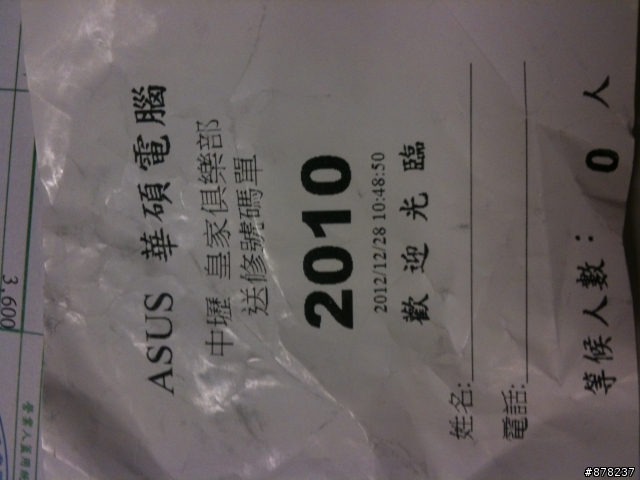 ASUS 華碩電腦
中壢 皇家俱樂部
送修號碼單
2010
2012/12/28 10:48:50
歡迎光臨
姓名:
電話:
等候人數： 0 人
3,600
#878237